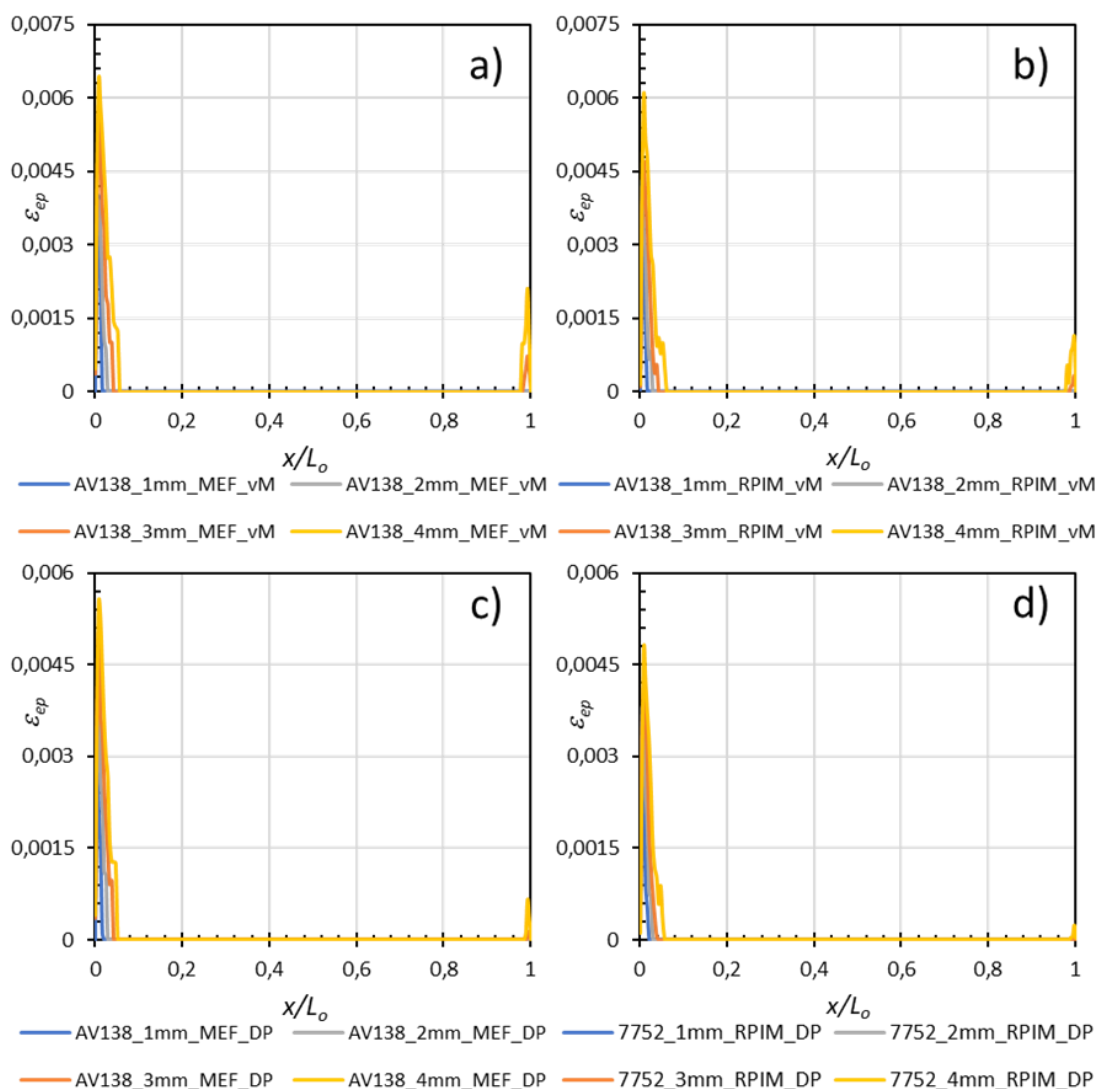 0,0075 0,0075
a) b)
0,006 0,006
0,0045 0,0045
εep εep
0,003 0,003
0,0015 0,0015
0 0
0 0,2 0,4 0,6 0,8 1 0 0,2 0,4 0,6 0,8 1
x/Lo x/Lo
AV138_1mm_MEF_vM AV138_2mm_MEF_vM AV138_1mm_RPIM_vM AV138_2mm_RPIM_vM
AV138_3mm_MEF_vM AV138_4mm_MEF_vM AV138_3mm_RPIM_vM AV138_4mm_RPIM_vM
0,006 0,006
c) d)
0,0045 0,0045
εep εep
0,003 0,003
0,0015 0,0015
0 0
0 0,2 0,4 0,6 0,8 1 0 0,2 0,4 0,6 0,8 1
x/Lo x/Lo
AV138_1mm_MEF_DP AV138_2mm_MEF_DP 7752_1mm_RPIM_DP 7752_2mm_RPIM_DP
AV138_3mm_MEF_DP AV138_4mm_MEF_DP 7752_3mm_RPIM_DP 7752_4mm_RPIM_DP